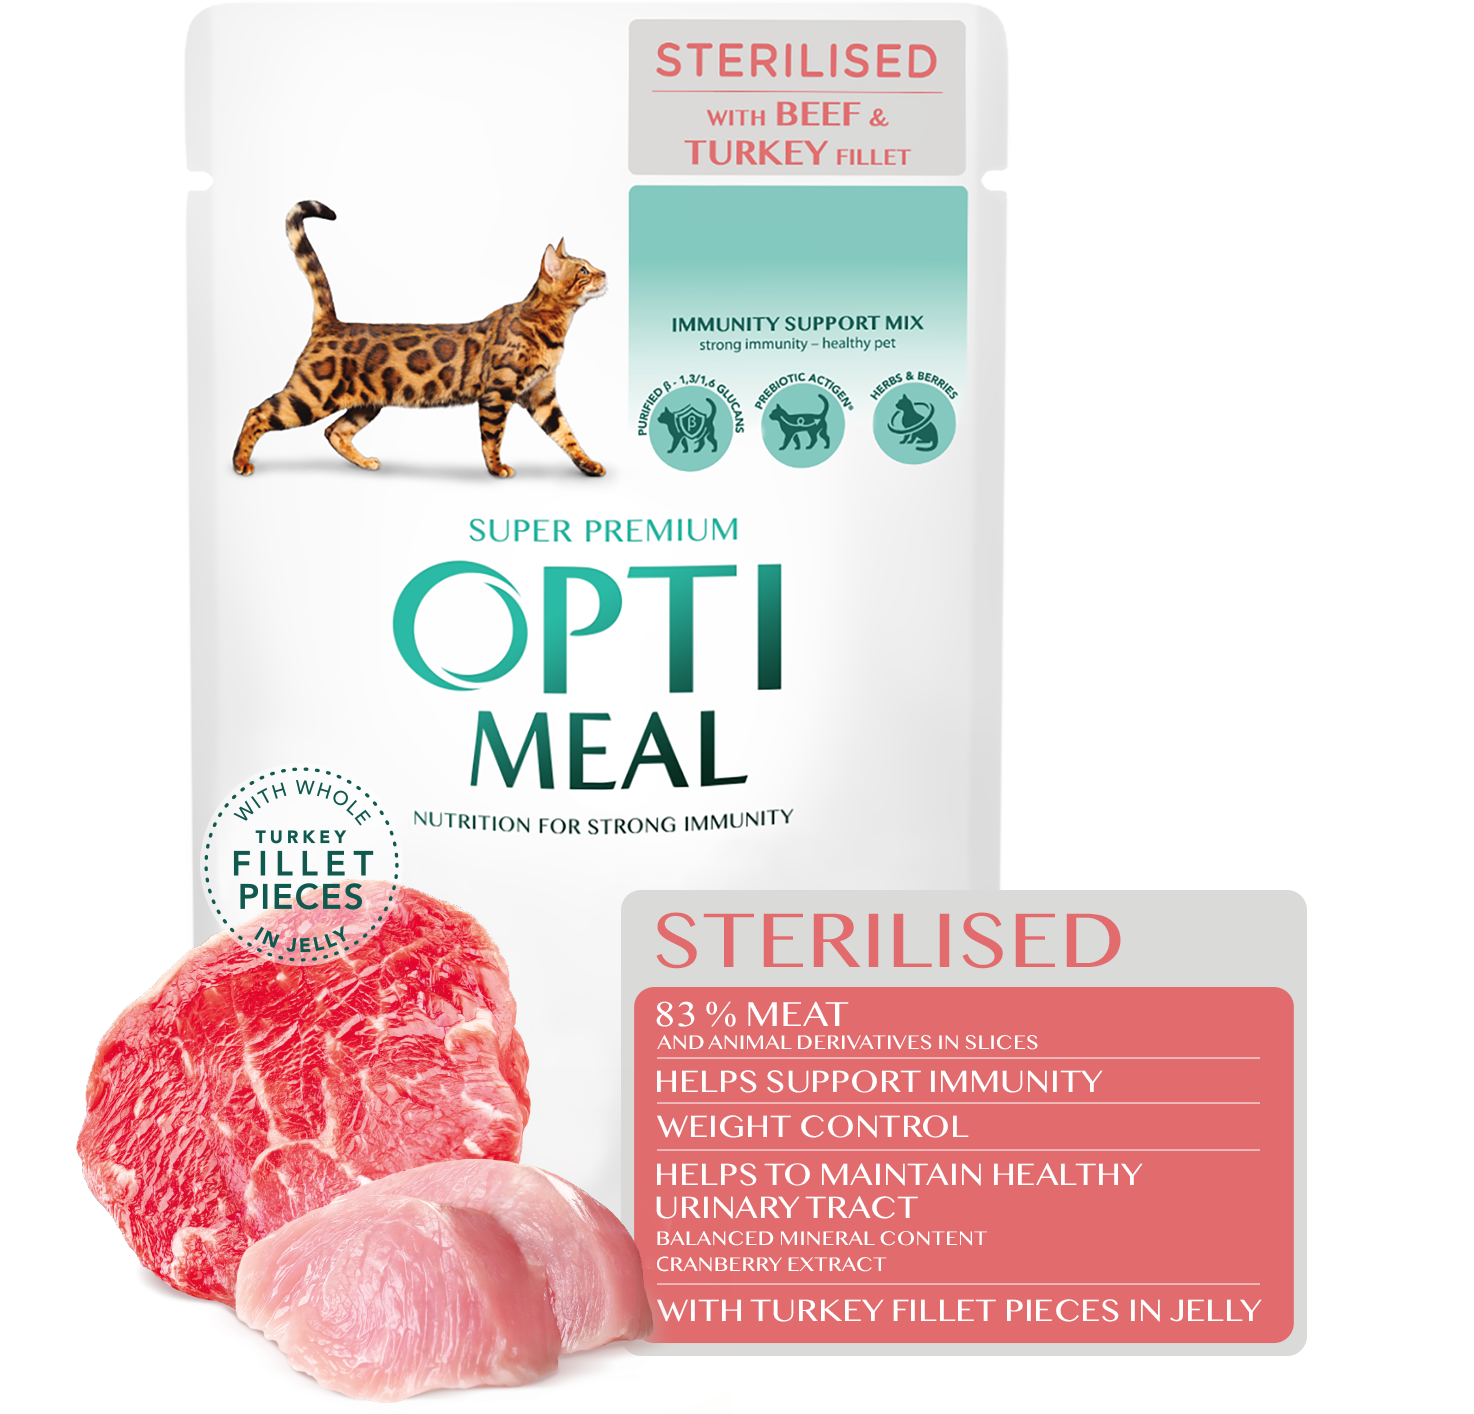 STERILISED
WITH BEEF &
TURKEY FILLET
IMMUNITY SUPPORT MIX
strong immunity – healthy pet
PURIFIED β - 1,3/1,6 GLUCANS
PREBIOTIC ACTIGEN®
HERBS & BERRIES
β
SUPER PREMIUM
OPTI
MEAL
NUTRITION FOR STRONG IMMUNITY
WITH WHOLE
TURKEY
FILLET
PIECES
IN JELLY
STERILISED
83 % MEAT
AND ANIMAL DERIVATIVES IN SLICES
HELPS SUPPORT IMMUNITY
WEIGHT CONTROL
HELPS TO MAINTAIN HEALTHY
URINARY TRACT
BALANCED MINERAL CONTENT
CRANBERRY EXTRACT
WITH TURKEY FILLET PIECES IN JELLY